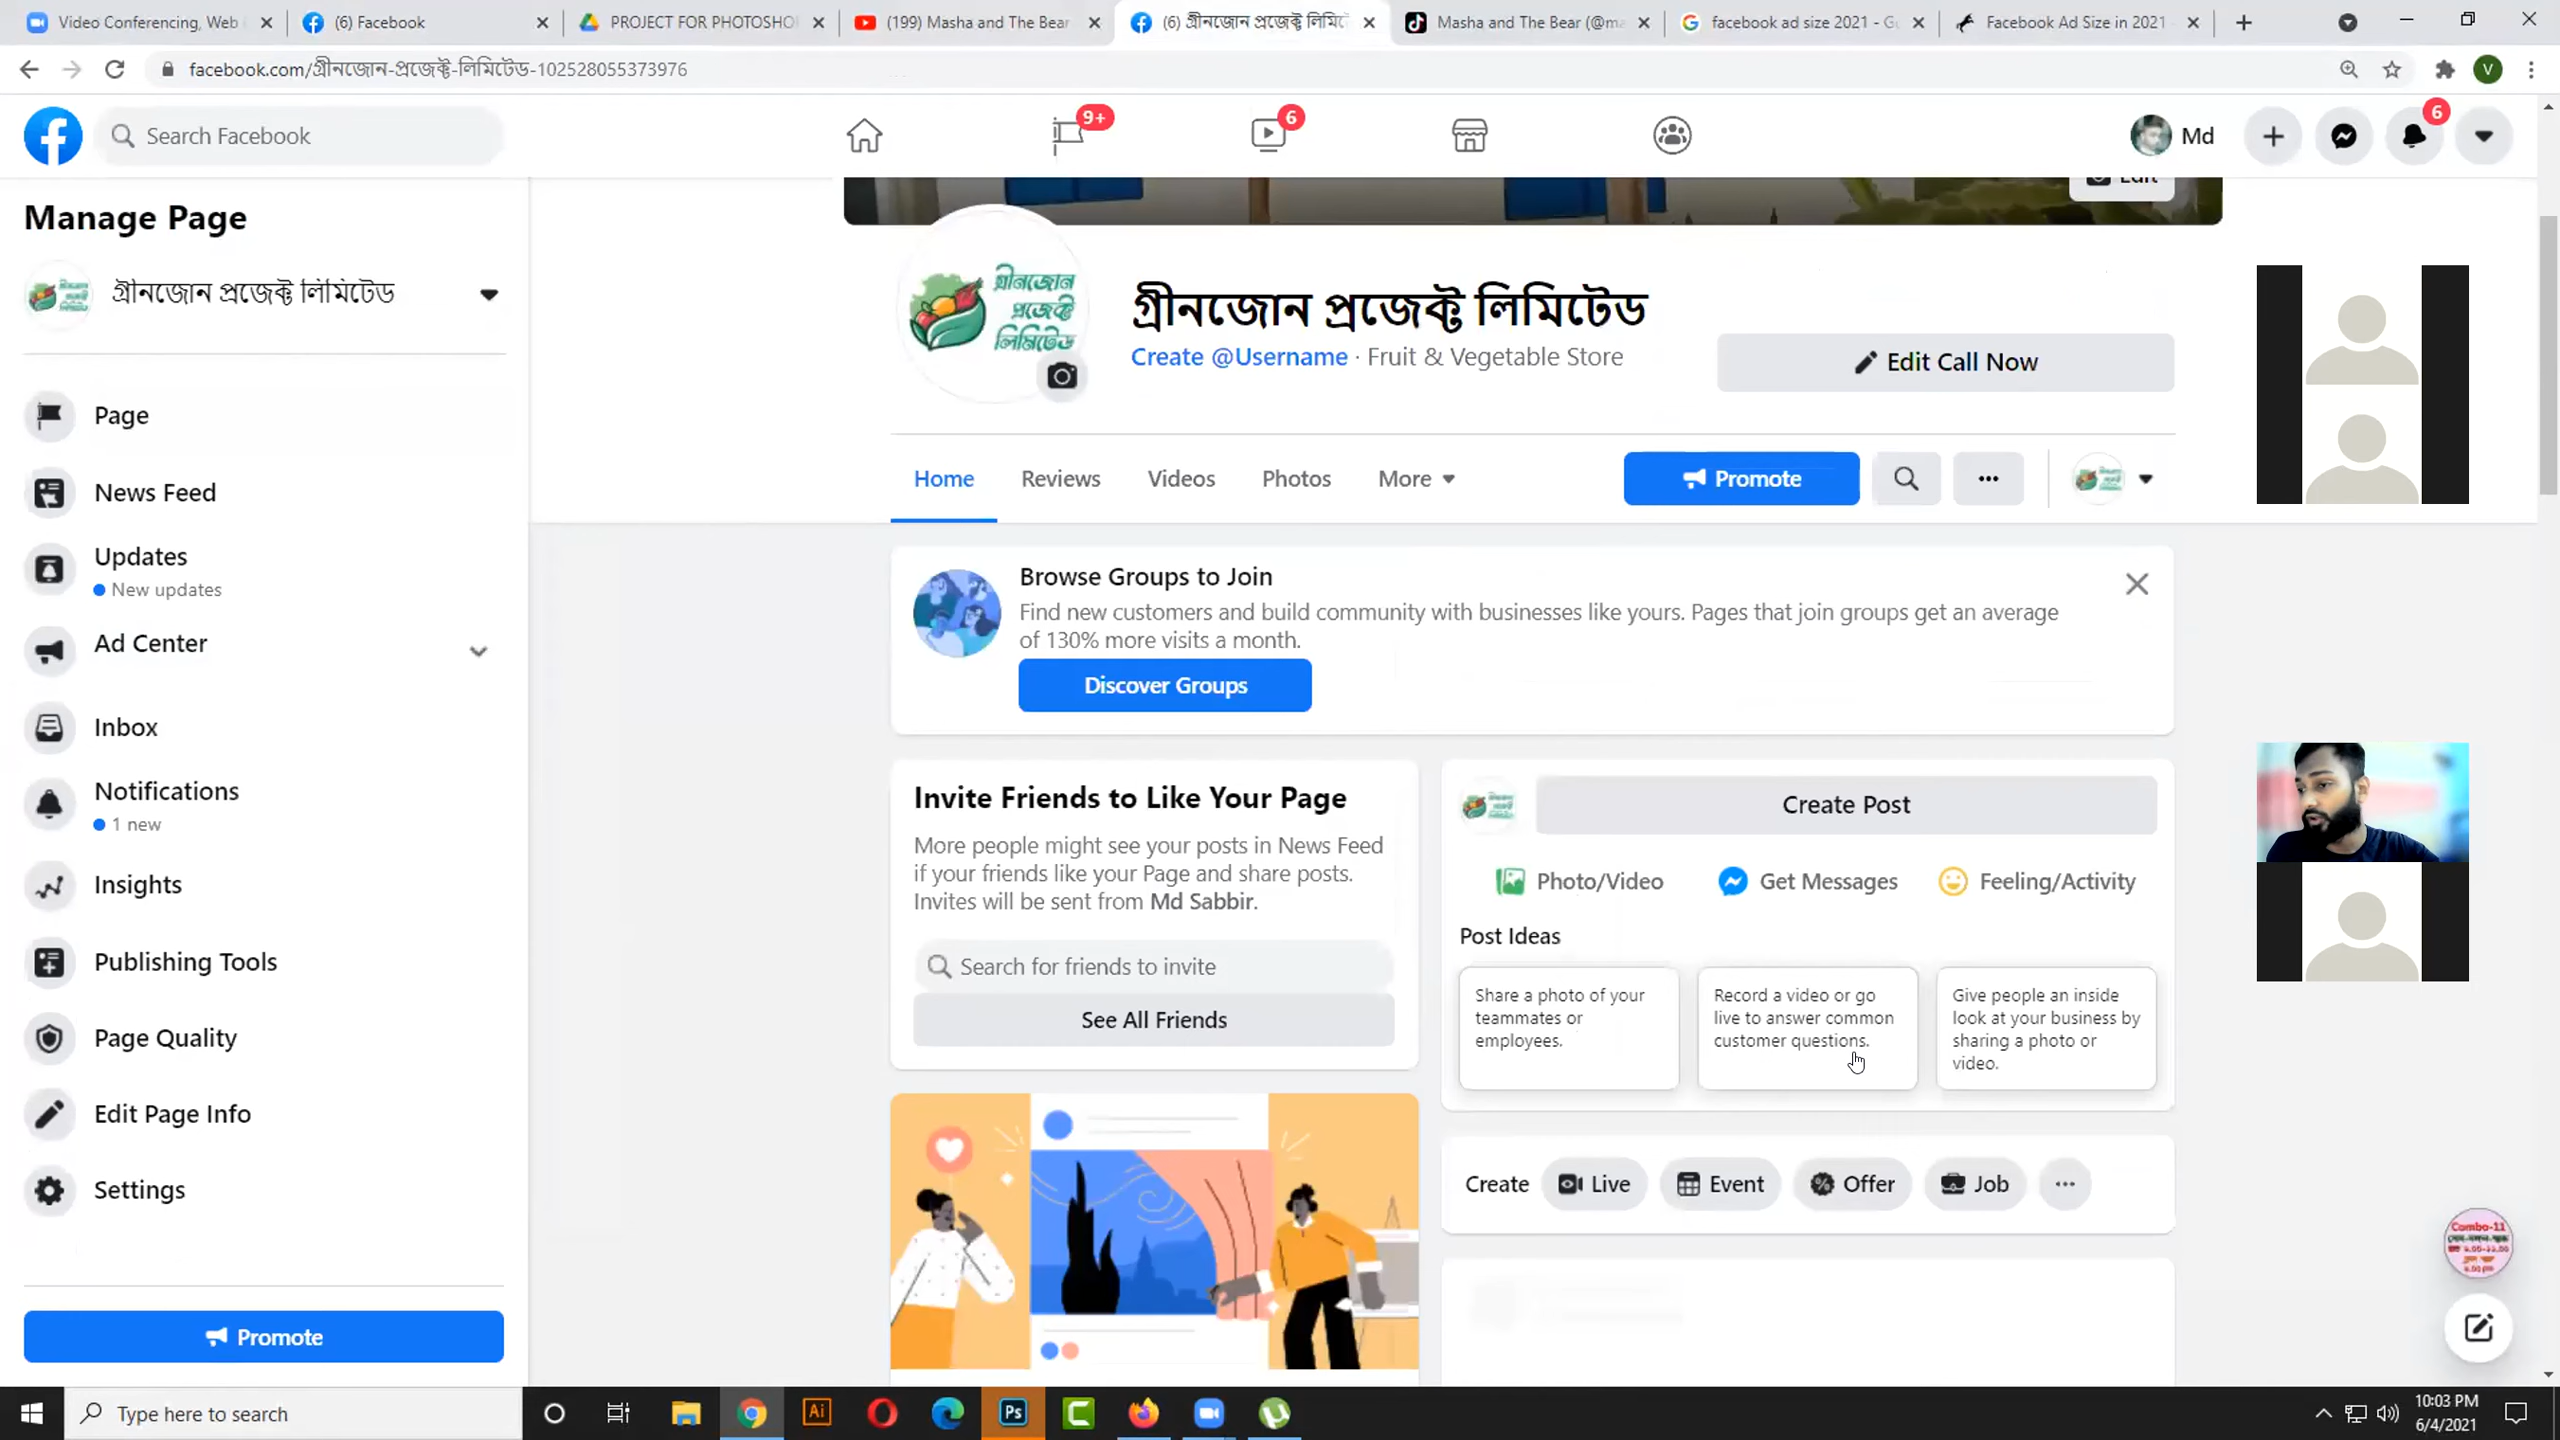 Video Conferencing, Web
(6) Facebook
PROJECT FOR PHOTOSHO
(199) Masha and The Bear
(6) গ্রীনজোন প্রজেক্ট লিমিটে
Masha and The Bear (@ma
facebook ad size 2021 - Go
Facebook Ad Size in 2021 -
facebook.com/গ্রীনজোন-প্রজেক্ট-লিমিটেড-102528055373976
V
Search Facebook
9+
6
Md
6
Manage Page
গ্রীনজোন প্রজেক্ট লিমিটেড
Page
News Feed
Updates
New updates
Ad Center
Inbox
Notifications
1 new
Insights
Publishing Tools
Page Quality
Edit Page Info
Settings
Promote
Edit
গ্রীনজোন
প্রজেক্ট
লিমিটেড
গ্রীনজোন প্রজেক্ট লিমিটেড
Create @Username · Fruit & Vegetable Store
Edit Call Now
Home
Reviews
Videos
Photos
More
Promote
Browse Groups to Join
Find new customers and build community with businesses like yours. Pages that join groups get an average
of 130% more visits a month.
Discover Groups
Invite Friends to Like Your Page
More people might see your posts in News Feed
if your friends like your Page and share posts.
Invites will be sent from Md Sabbir.
Search for friends to invite
See All Friends
Create Post
Photo/Video
Get Messages
Feeling/Activity
Post Ideas
Share a photo of your
teammates or
employees.
Record a video or go
live to answer common
customer questions.
Give people an inside
look at your business by
sharing a photo or
video.
Create
Live
Event
Offer
Job
Combo-11
Type here to search
Ai
Ps
10:03 PM
6/4/2021